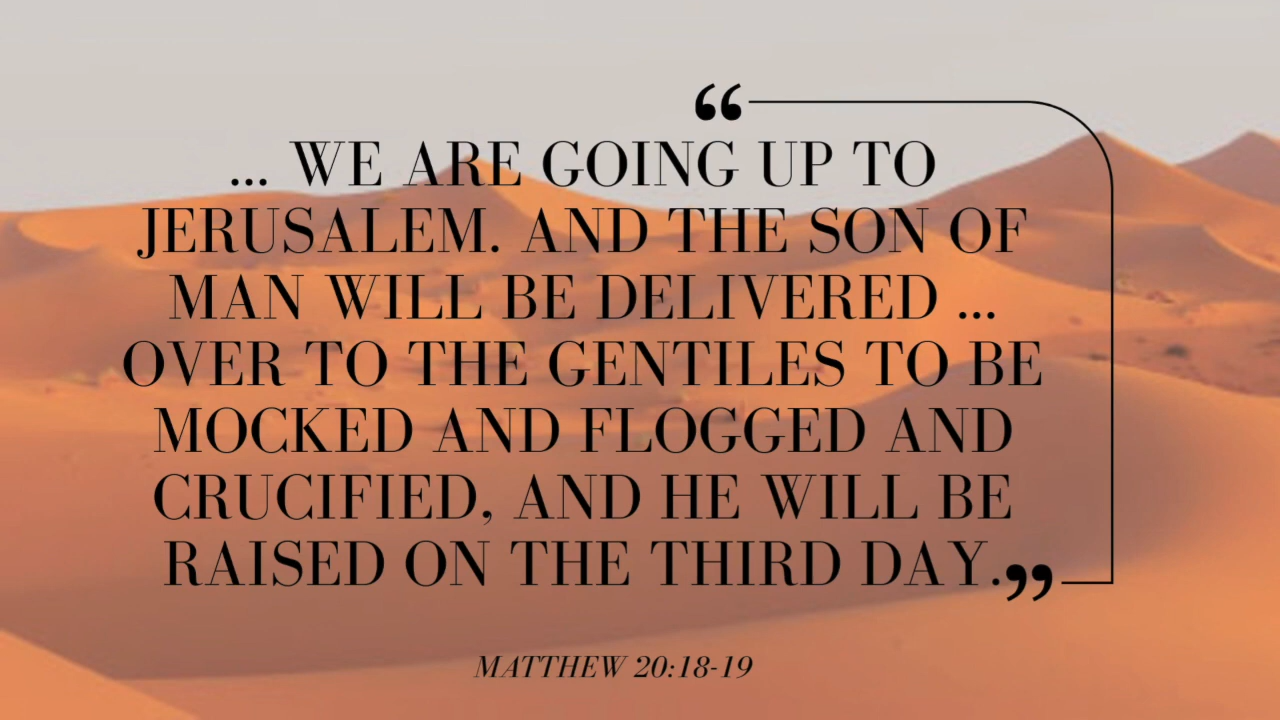 “
... WE ARE GOING UP TO
JERUSALEM. AND THE SON OF
MAN WILL BE DELIVERED ...
OVER TO THE GENTILES TO BE
MOCKED AND FLOGGED AND
CRUCIFIED, AND HE WILL BE
RAISED ON THE THIRD DAY.”
MATTHEW 20:18-19